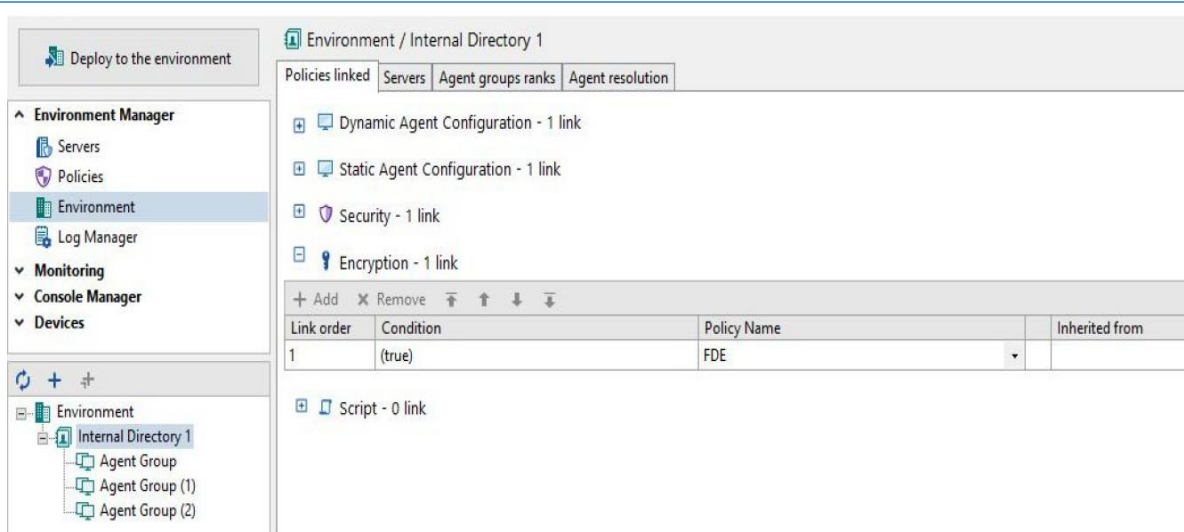 Deploy to the environment
Environment Manager
Servers
Policies
Environment
Log Manager
Monitoring
Console Manager
Devices
Environment
Internal Directory 1
Agent Group
Agent Group (1)
Agent Group (2)
Environment / Internal Directory 1
Policies linked Servers Agent groups ranks Agent resolution
Dynamic Agent Configuration - 1 link
Static Agent Configuration - 1 link
Security - 1 link
Encryption - 1 link
Add Remove
Link order Condition Policy Name Inherited from
1 (true) FDE
Script - 0 link